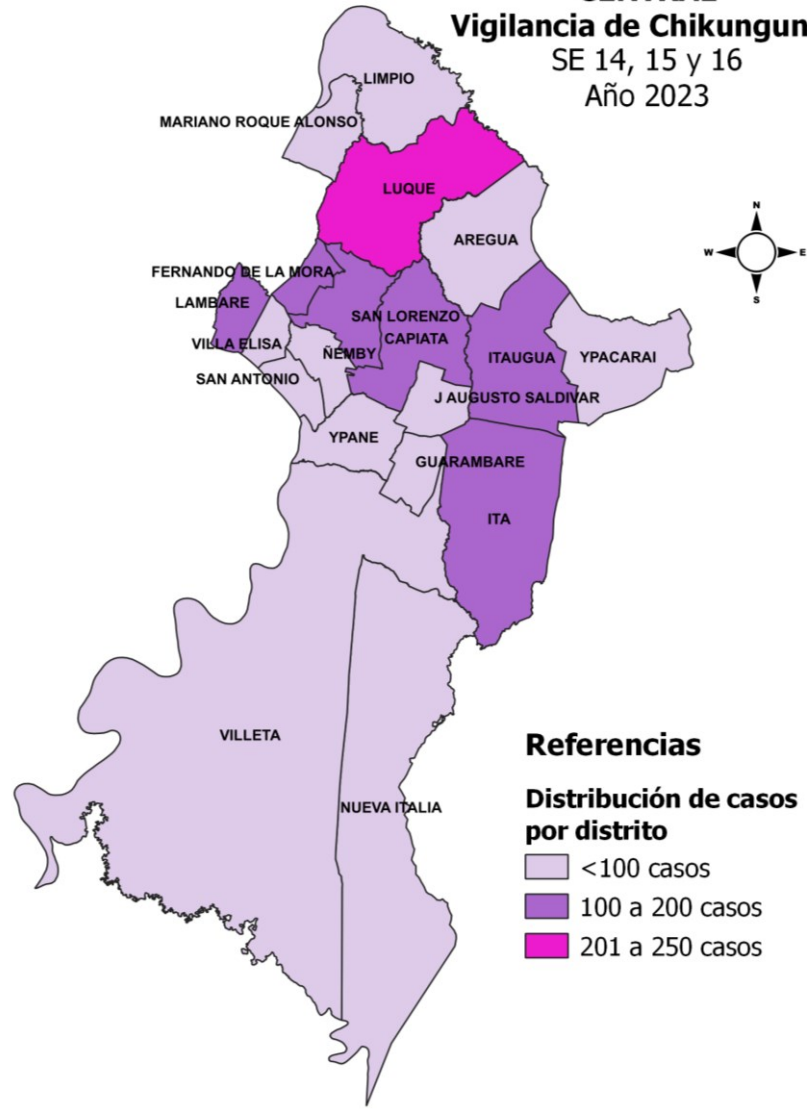 Vigilancia de Chikungun
SE 14, 15 y 16
Año 2023
LIMPIO
MARIANO ROQUE ALONSO
LUQUE
AREGUA
N
W E
S
FERNANDO DE LA MORA
LAMBARE
SAN LORENZO
CAPIATA
VILLA ELISA
ÑEMBY
ITAUGUA
YPACARAI
SAN ANTONIO
J AUGUSTO SALDIVAR
YPANE
GUARAMBARE
ITA
VILLETA
NUEVA ITALIA
Referencias
Distribución de casos
por distrito
<100 casos
100 a 200 casos
201 a 250 casos